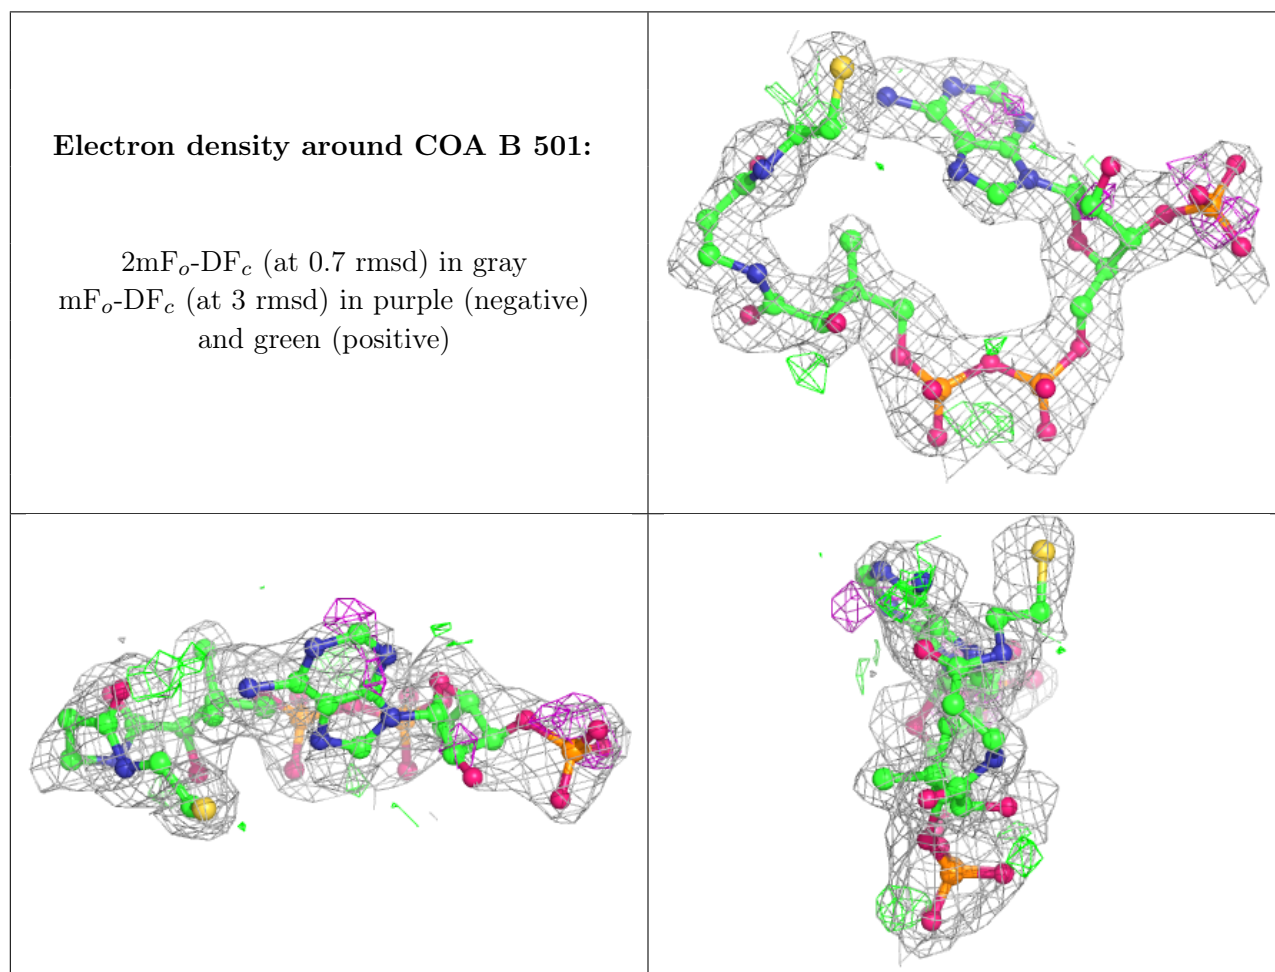 Electron density around COA B 501:
2mFₒ-DF𝒸 (at 0.7 rmsd) in gray
mFₒ-DF𝒸 (at 3 rmsd) in purple (negative)
and green (positive)